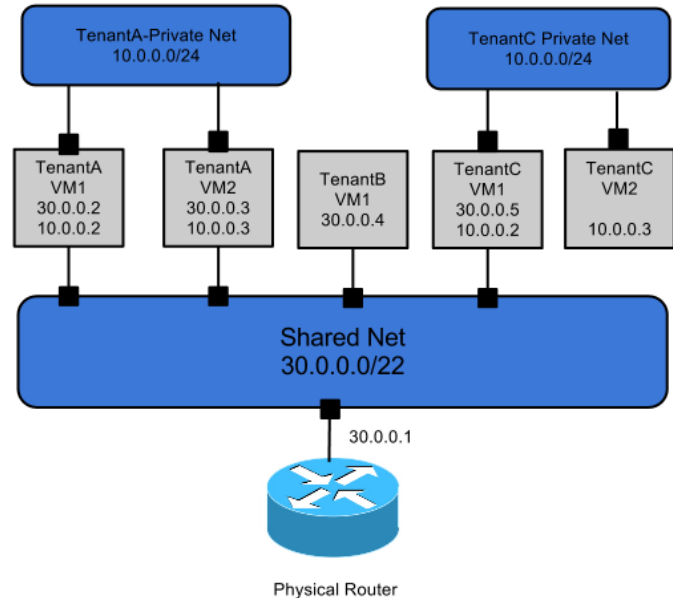 TenantA-Private Net
10.0.0.0/24
TenantC Private Net
10.0.0.0/24
TenantA
VM1
30.0.0.2
10.0.0.2
TenantA
VM2
30.0.0.3
10.0.0.3
TenantB
VM1
30.0.0.4
TenantC
VM1
30.0.0.5
10.0.0.2
TenantC
VM2
10.0.0.3
Shared Net
30.0.0.0/22
30.0.0.1
Physical Router